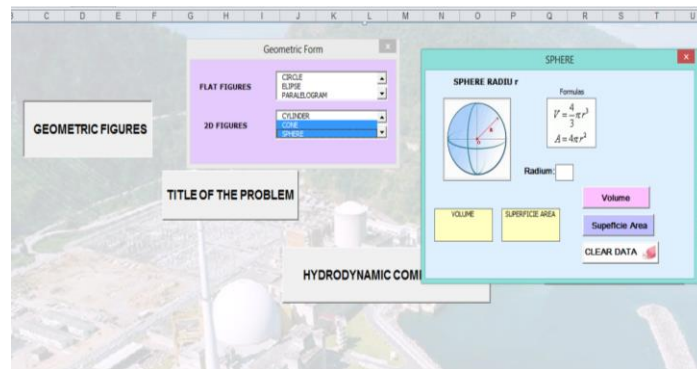 C D E F G H I J K L M N O P Q R S T U
Geometric Form
x
FLAT FIGURES
CIRCLE
ELIPSE
PARALELOGRAM
2D FIGURES
CYLINDER
CONE
SPHERE
GEOMETRIC FIGURES
TITLE OF THE PROBLEM
HYDRODYNAMIC COM
SPHERE
x
SPHERE RADIU r
Formulas
V = 4/3 πr³
A = 4πr²
Radium:
Volume
VOLUME
SUPERFICIE AREA
Supeficie Area
CLEAR DATA